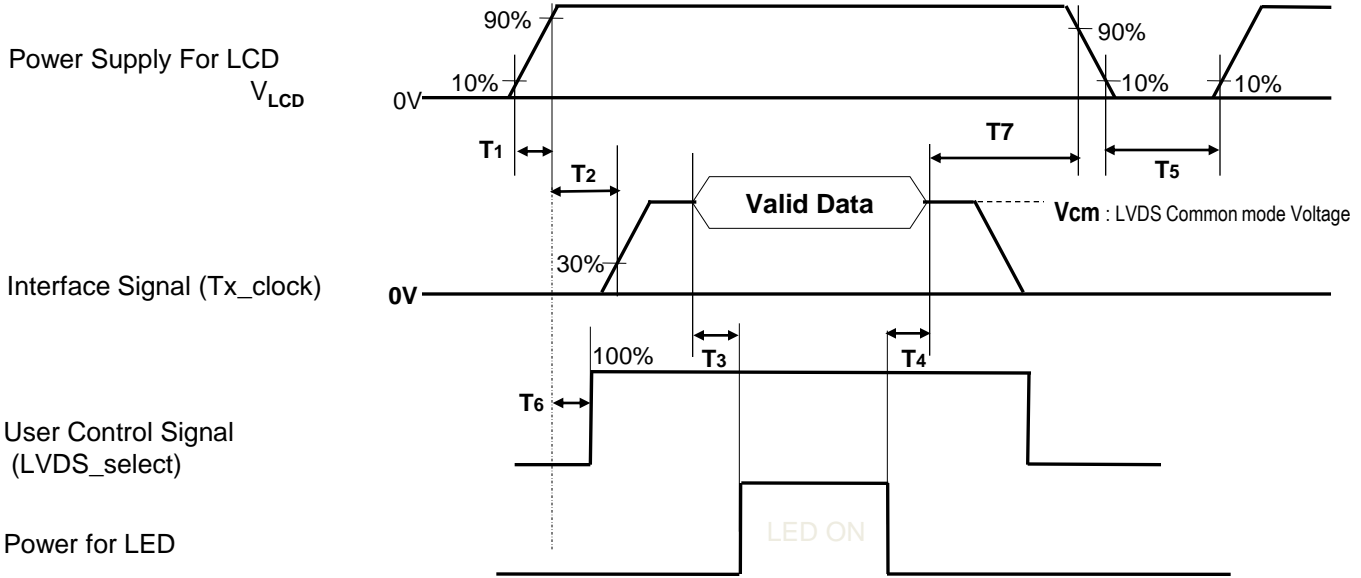 90%
90%
Power Supply For LCD
VLCD
10%
10%
10%
0V
T1
T7
T2
T5
Valid Data
Vcm : LVDS Common mode Voltage
30%
Interface Signal (Tx_clock)
0V
100%
T3
T4
T6
User Control Signal
(LVDS_select)
LED ON
Power for LED